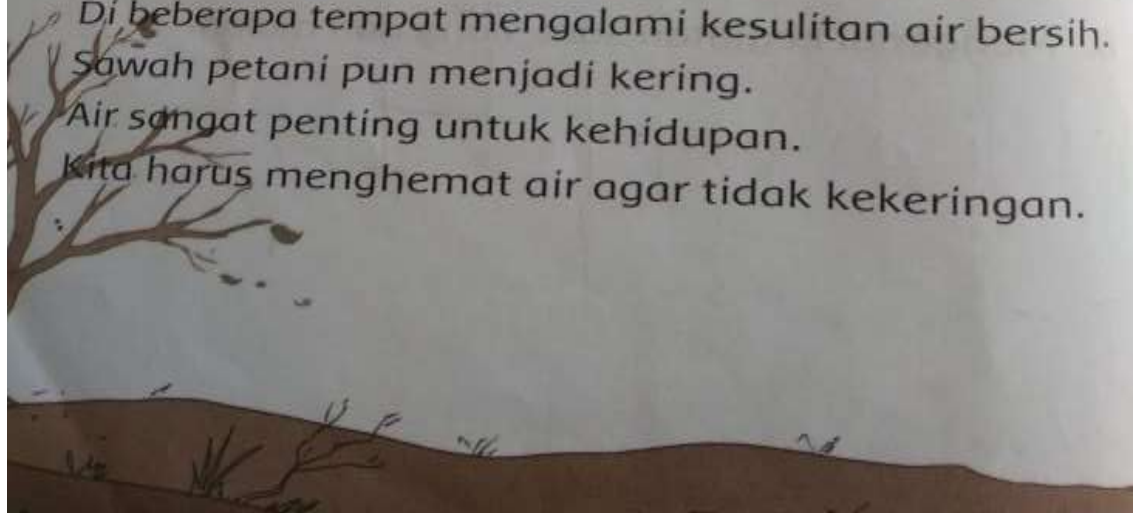 Di beberapa tempat mengalami kesulitan air bersih.
Sawah petani pun menjadi kering.
Air sangat penting untuk kehidupan.
Kita harus menghemat air agar tidak kekeringan.